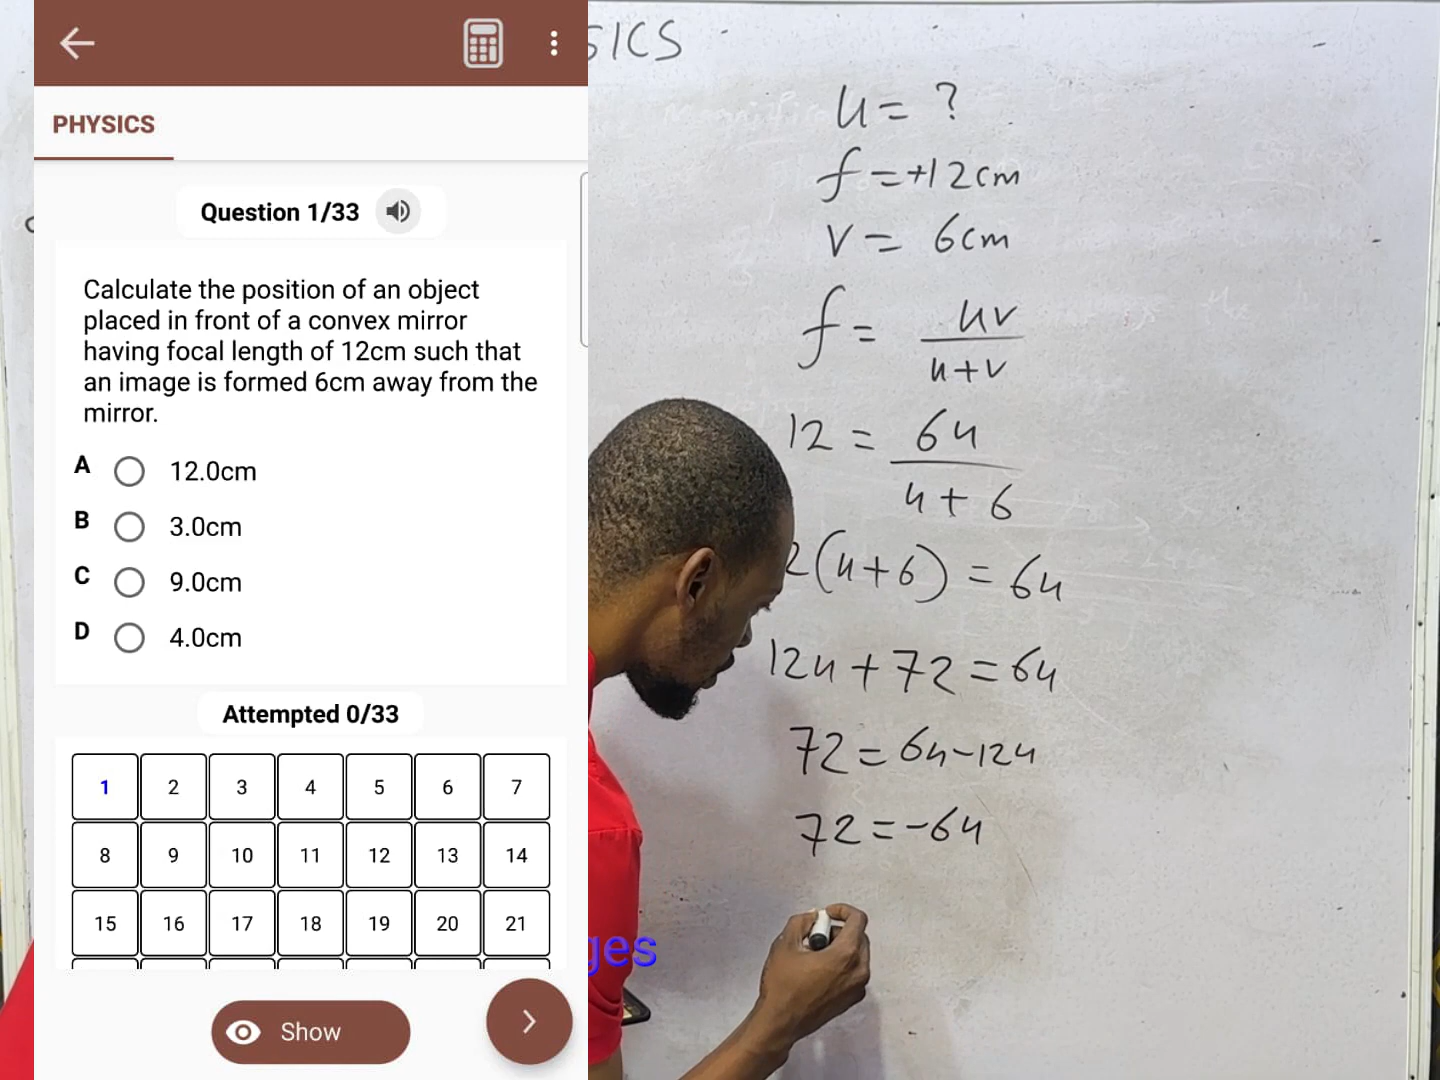 PHYSICS
Question 1/33
Calculate the position of an object
placed in front of a convex mirror
having focal length of 12cm such that
an image is formed 6cm away from the
mirror.
A 12.0cm
B 3.0cm
C 9.0cm
D 4.0cm
Attempted 0/33
1 2 3 4 5 6 7
8 9 10 11 12 13 14
15 16 17 18 19 20 21
Show
SICS
u = ?
f = +12cm
v = 6cm
f = uv
u+v
12 = 6u
u + 6
2(u+6) = 6u
12u + 72 = 6u
72 = 6u-12u
72 = -6u
ges